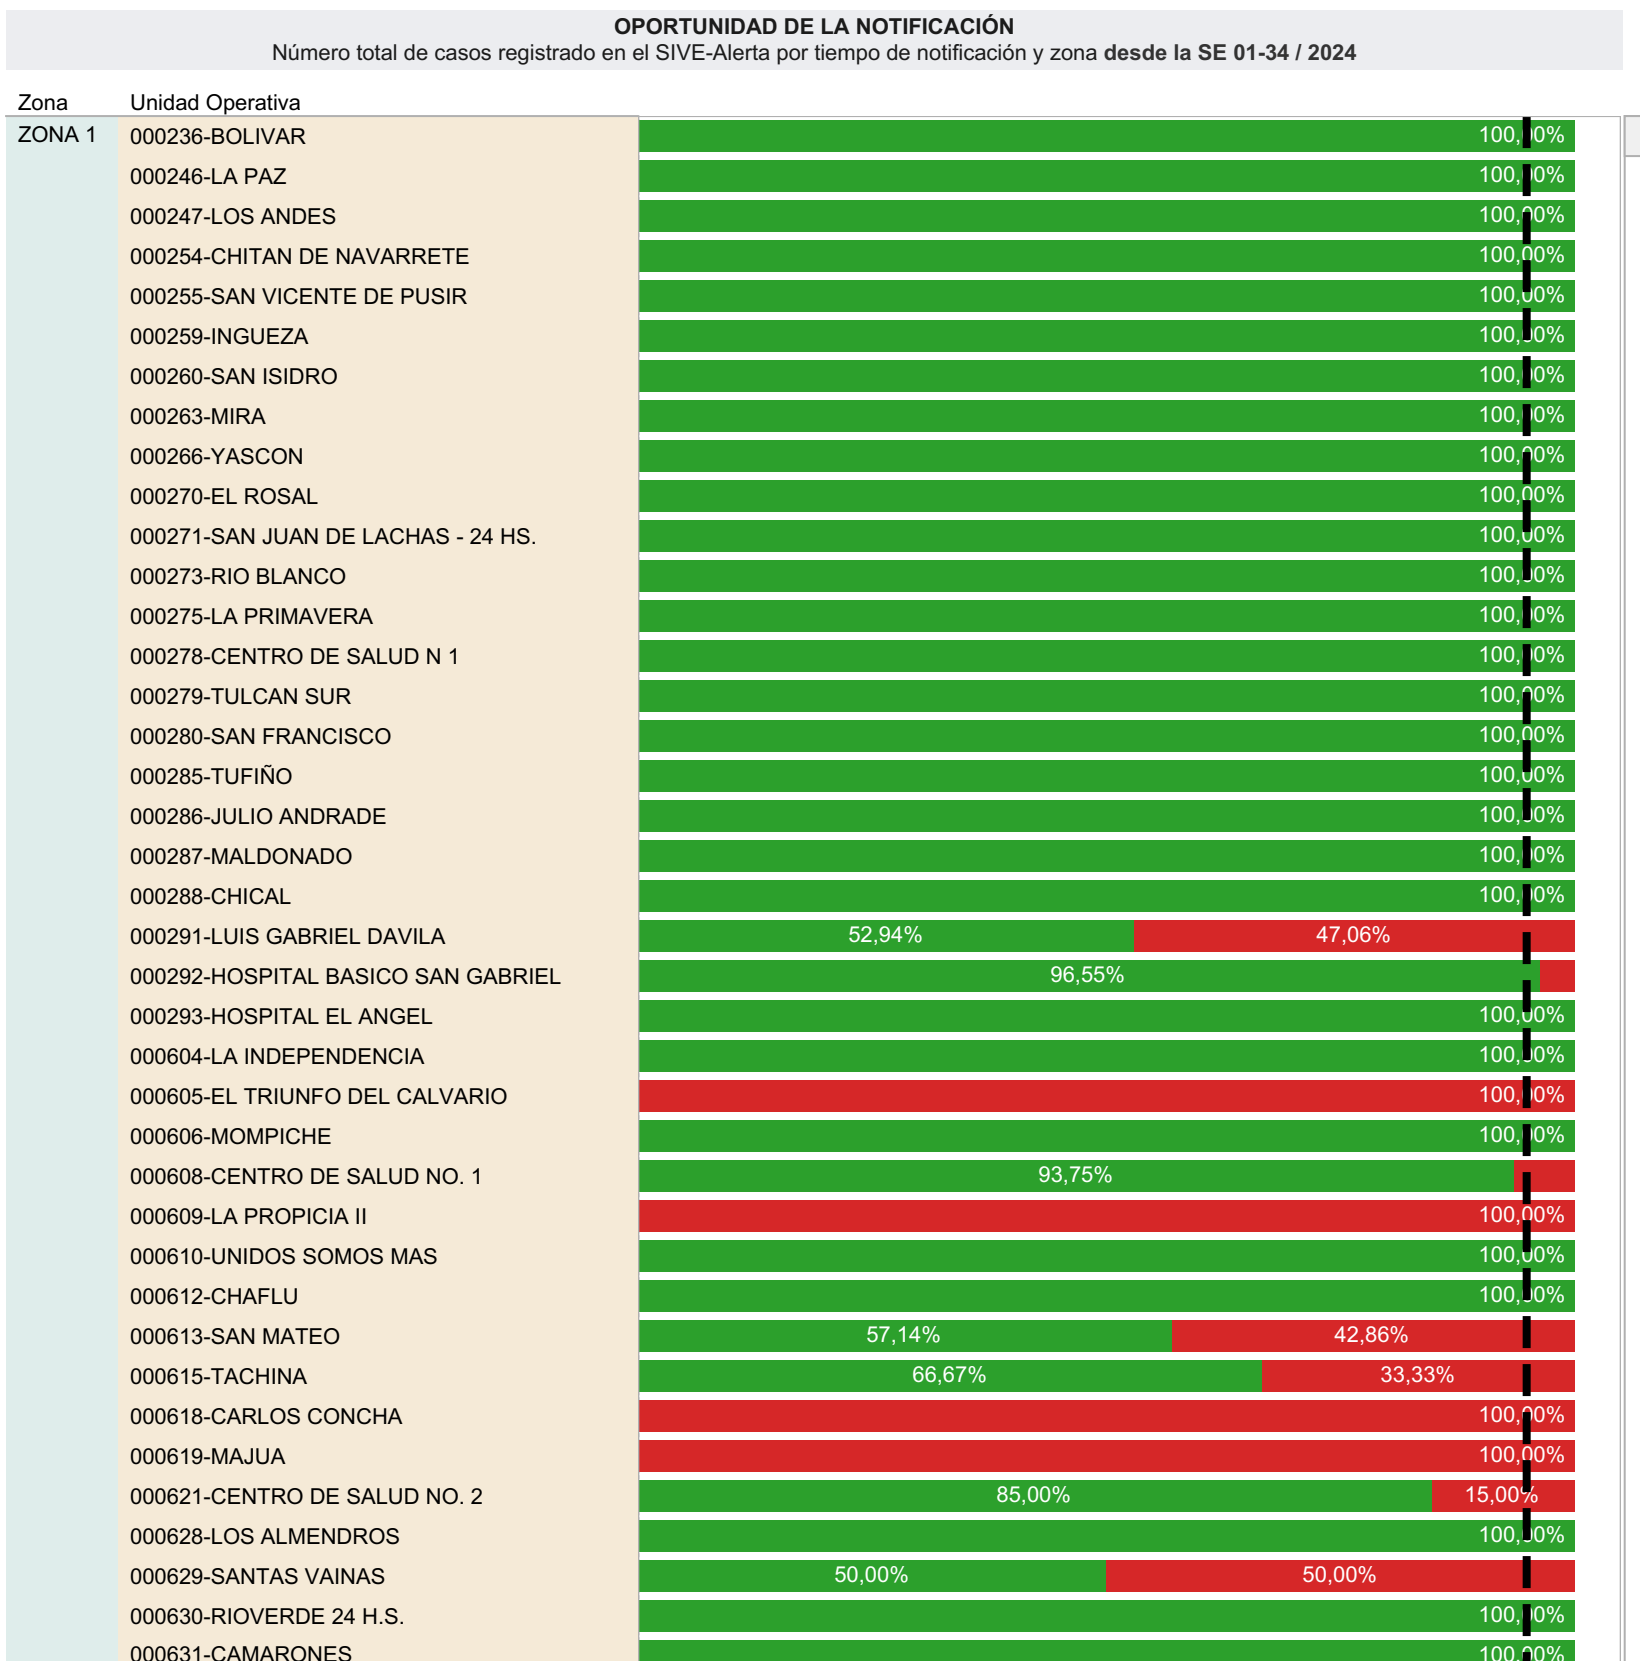 OPORTUNIDAD DE LA NOTIFICACIÓN
Número total de casos registrado en el SIVE-Alerta por tiempo de notificación y zona desde la SE 01-34 / 2024
Zona Unidad Operativa
ZONA 1 000236-BOLIVAR 100,00%
000246-LA PAZ 100,00%
000247-LOS ANDES 100,00%
000254-CHITAN DE NAVARRETE 100,00%
000255-SAN VICENTE DE PUSIR 100,00%
000259-INGUEZA 100,00%
000260-SAN ISIDRO 100,00%
000263-MIRA 100,00%
000266-YASCON 100,00%
000270-EL ROSAL 100,00%
000271-SAN JUAN DE LACHAS - 24 HS. 100,00%
000273-RIO BLANCO 100,00%
000275-LA PRIMAVERA 100,00%
000278-CENTRO DE SALUD N 1 100,00%
000279-TULCAN SUR 100,00%
000280-SAN FRANCISCO 100,00%
000285-TUFIÑO 100,00%
000286-JULIO ANDRADE 100,00%
000287-MALDONADO 100,00%
000288-CHICAL 100,00%
000291-LUIS GABRIEL DAVILA 52,94% 47,06%
000292-HOSPITAL BASICO SAN GABRIEL 96,55%
000293-HOSPITAL EL ANGEL 100,00%
000604-LA INDEPENDENCIA 100,00%
000605-EL TRIUNFO DEL CALVARIO 100,00%
000606-MOMPICHE 100,00%
000608-CENTRO DE SALUD NO. 1 93,75%
000609-LA PROPICIA II 100,00%
000610-UNIDOS SOMOS MAS 100,00%
000612-CHAFLU 100,00%
000613-SAN MATEO 57,14% 42,86%
000615-TACHINA 66,67% 33,33%
000618-CARLOS CONCHA 100,00%
000619-MAJUA 100,00%
000621-CENTRO DE SALUD NO. 2 85,00% 15,00%
000628-LOS ALMENDROS 100,00%
000629-SANTAS VAINAS 50,00% 50,00%
000630-RIOVERDE 24 H.S. 100,00%
000631-CAMARONES 100,00%